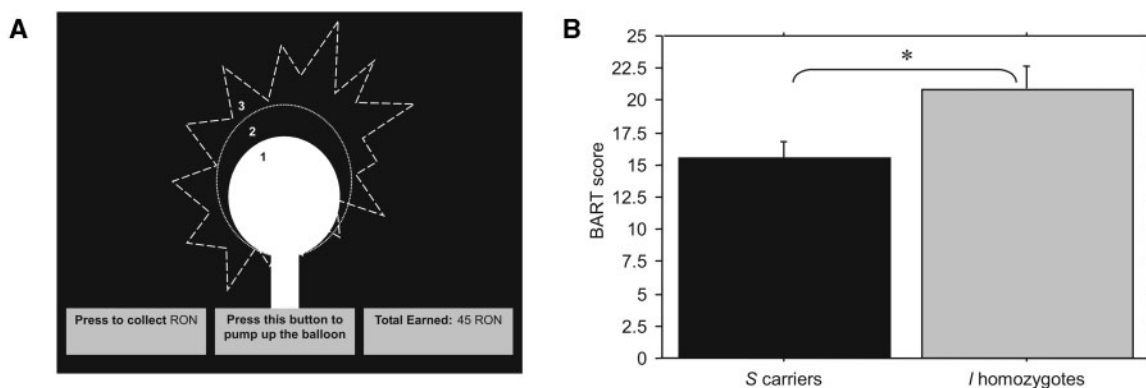 A
3
2
1
Press to collect RON
Press this button to
pump up the balloon
Total Earned: 45 RON
B
25
22.5
20
17.5
15
12.5
10
7.5
5
2.5
0
BART score
*
S carriers
l homozygotes